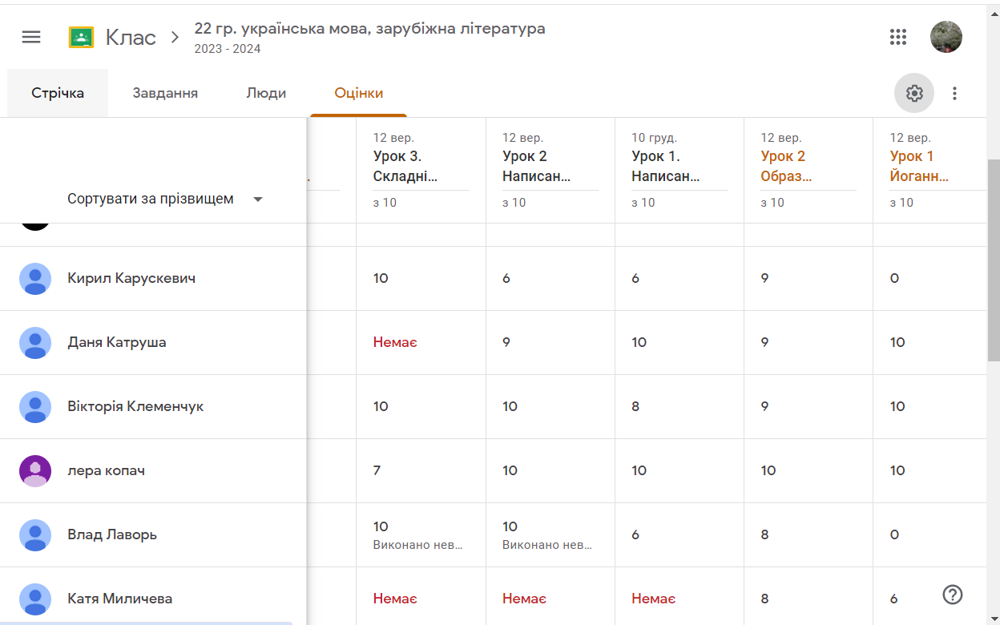 Клас
22 гр. українська мова, зарубіжна література
2023 - 2024
Стрічка
Завдання
Люди
Оцінки
Сортувати за прізвищем
12 вер.
Урок 3.
Складні...
з 10
12 вер.
Урок 2
Написан...
з 10
10 груд.
Урок 1.
Написан...
з 10
12 вер.
Урок 2
Образ...
з 10
12 вер.
Урок 1
Йоганн...
з 10
Кирил Карускевич
10
6
6
9
0
Даня Катруша
Немає
9
10
9
10
Вікторія Клеменчук
10
10
8
9
10
лера копач
7
10
10
10
10
Влад Лаворь
10
Виконано нев...
10
Виконано нев...
6
8
0
Катя Миличева
Немає
Немає
Немає
8
6